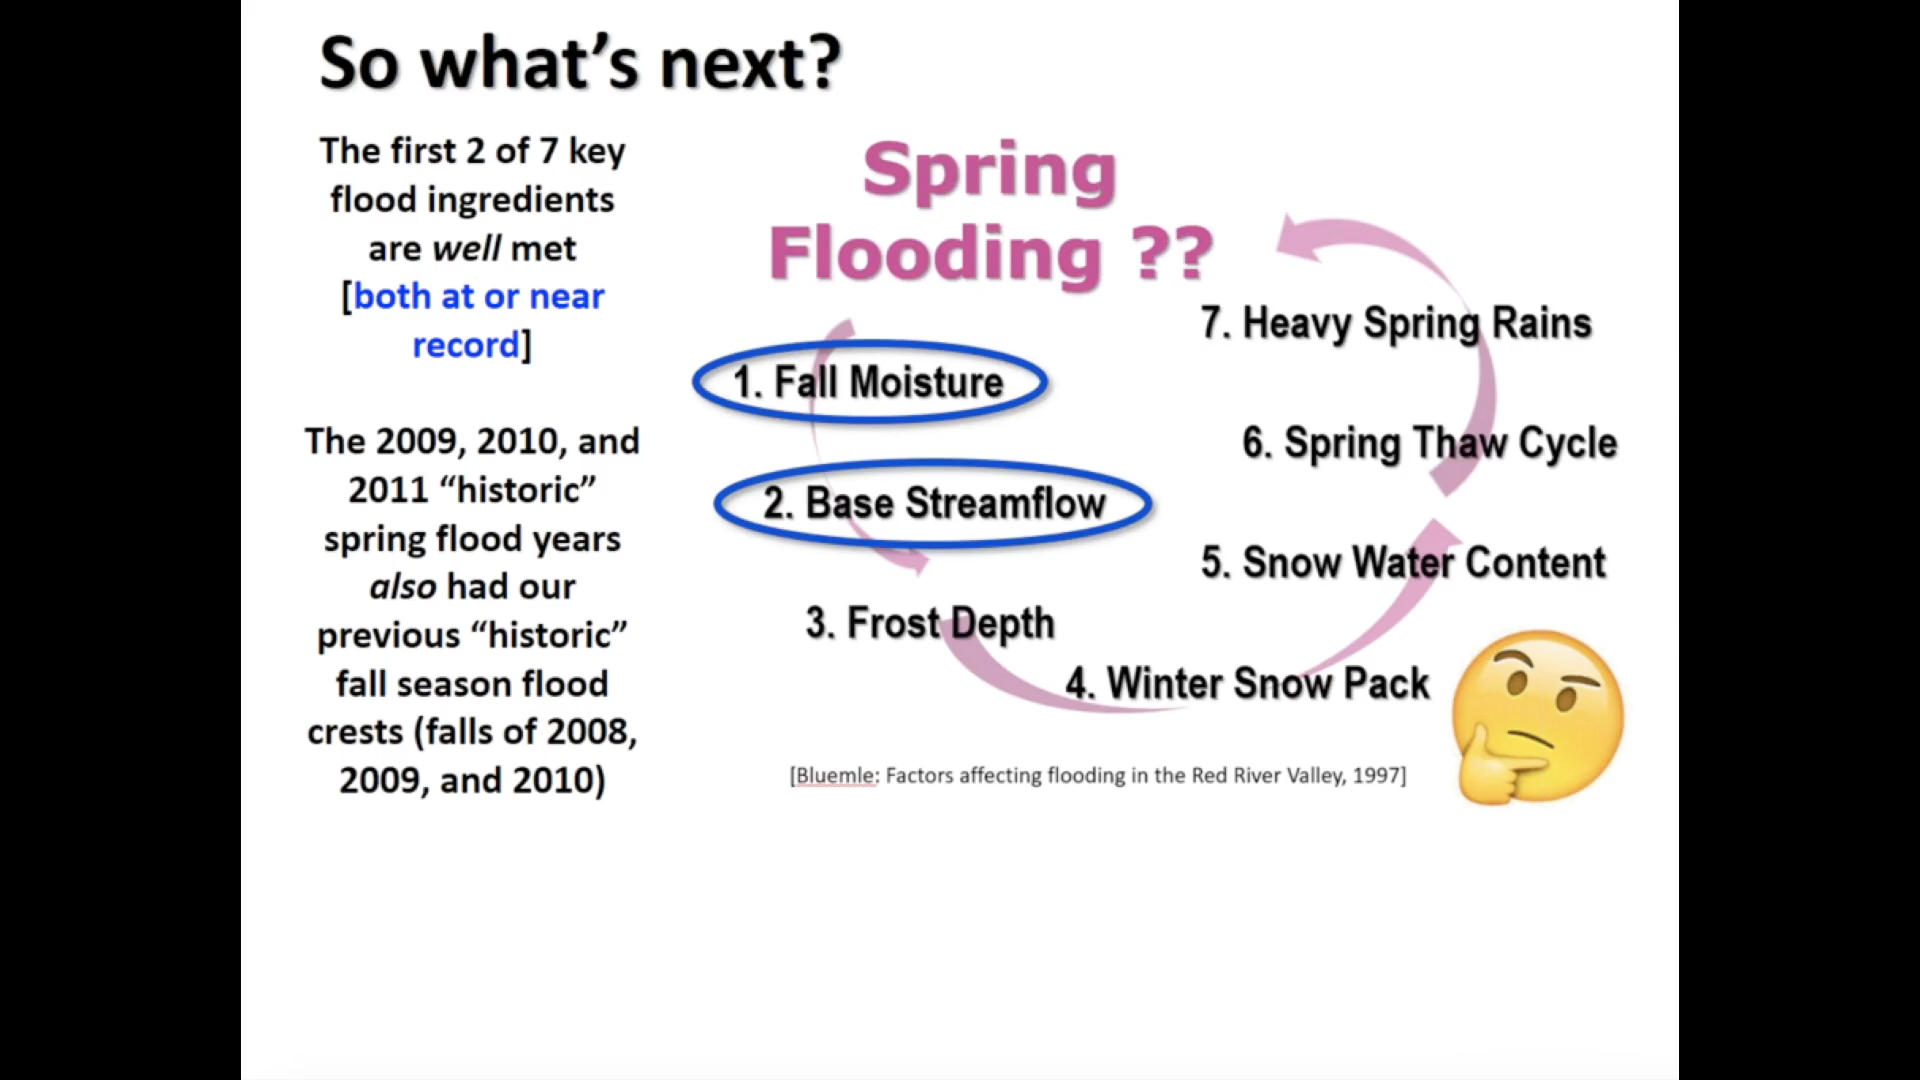 So what’s next?
The first 2 of 7 key
flood ingredients
are well met
[both at or near
record]
The 2009, 2010, and
2011 “historic”
spring flood years
also had our
previous “historic”
fall season flood
crests (falls of 2008,
2009, and 2010)
Spring
Flooding ??
1. Fall Moisture
2. Base Streamflow
3. Frost Depth
4. Winter Snow Pack
5. Snow Water Content
6. Spring Thaw Cycle
7. Heavy Spring Rains
[Bluemle: Factors affecting flooding in the Red River Valley, 1997]